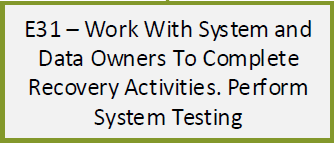 E31 – Work With System and
Data Owners To Complete
Recovery Activities. Perform
System Testing